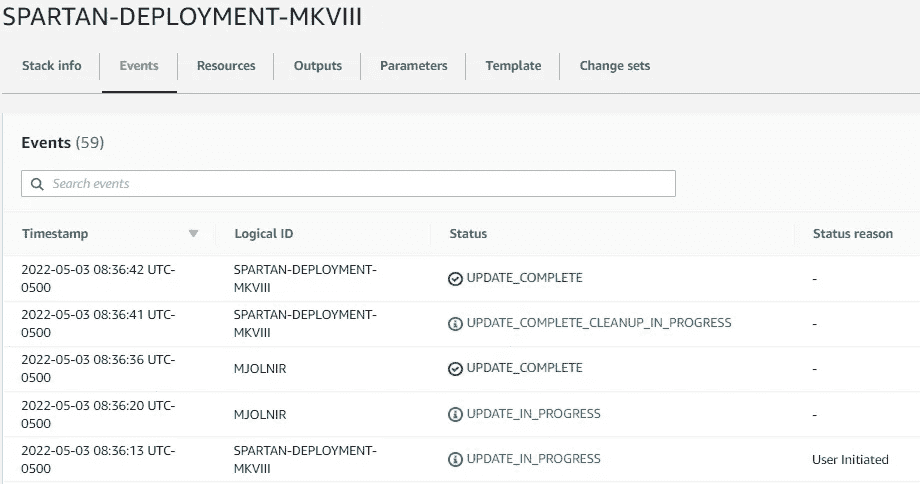 SPARTAN-DEPLOYMENT-MKVIII
Stack info Events Resources Outputs Parameters Template Change sets
Events (59)
Search events
Timestamp Logical ID Status Status reason
2022-05-03 08:36:42 UTC-0500 SPARTAN-DEPLOYMENT-MKVIII UPDATE_COMPLETE -
2022-05-03 08:36:41 UTC-0500 SPARTAN-DEPLOYMENT-MKVIII UPDATE_COMPLETE_CLEANUP_IN_PROGRESS -
2022-05-03 08:36:36 UTC-0500 MJOLNIR UPDATE_COMPLETE -
2022-05-03 08:36:20 UTC-0500 MJOLNIR UPDATE_IN_PROGRESS -
2022-05-03 08:36:13 UTC-0500 SPARTAN-DEPLOYMENT-MKVIII UPDATE_IN_PROGRESS User Initiated